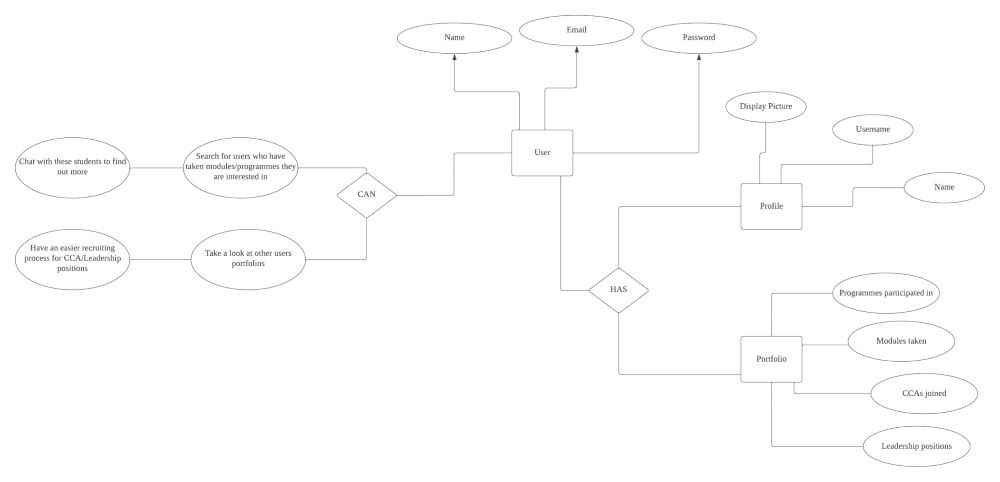 Name
Email
Password
Display Picture
Username
Chat with these students to find
out more
Search for users who have
taken modules/programmes they
are interested in
User
CAN
Name
Profile
Have an easier recruiting
process for CCA/Leadership
positions
Take a look at other users
portfolios
HAS
Programmes participated in
Modules taken
Portfolio
CCAs joined
Leadership positions